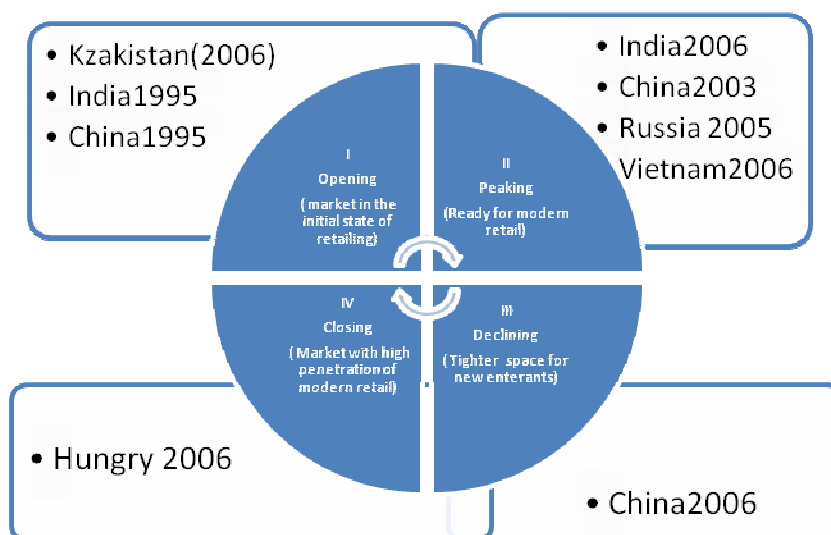 • Kzakistan(2006)
• India1995
• China1995
• India2006
• China2003
• Russia 2005
Vietnam2006
I
Opening
( market in the
initial state of
retailing)
II
Peaking
(Ready for modern
retail)
IV
Closing
( Market with high
penetration of
modern retail)
III
Declining
( Tighter space for
new enterants)
• Hungry 2006
• China2006